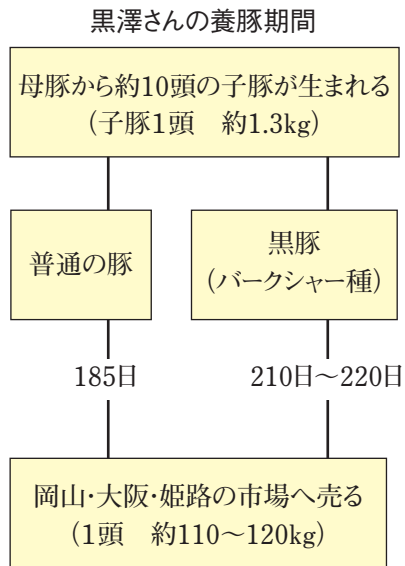 黒澤さんの養豚期間
母豚から約10頭の子豚が生まれる
(子豚1頭　約1.3kg)
普通の豚
黒豚
(バークシャー種)
185日
210日～220日
岡山・大阪・姫路の市場へ売る
(1頭　約110～120kg)